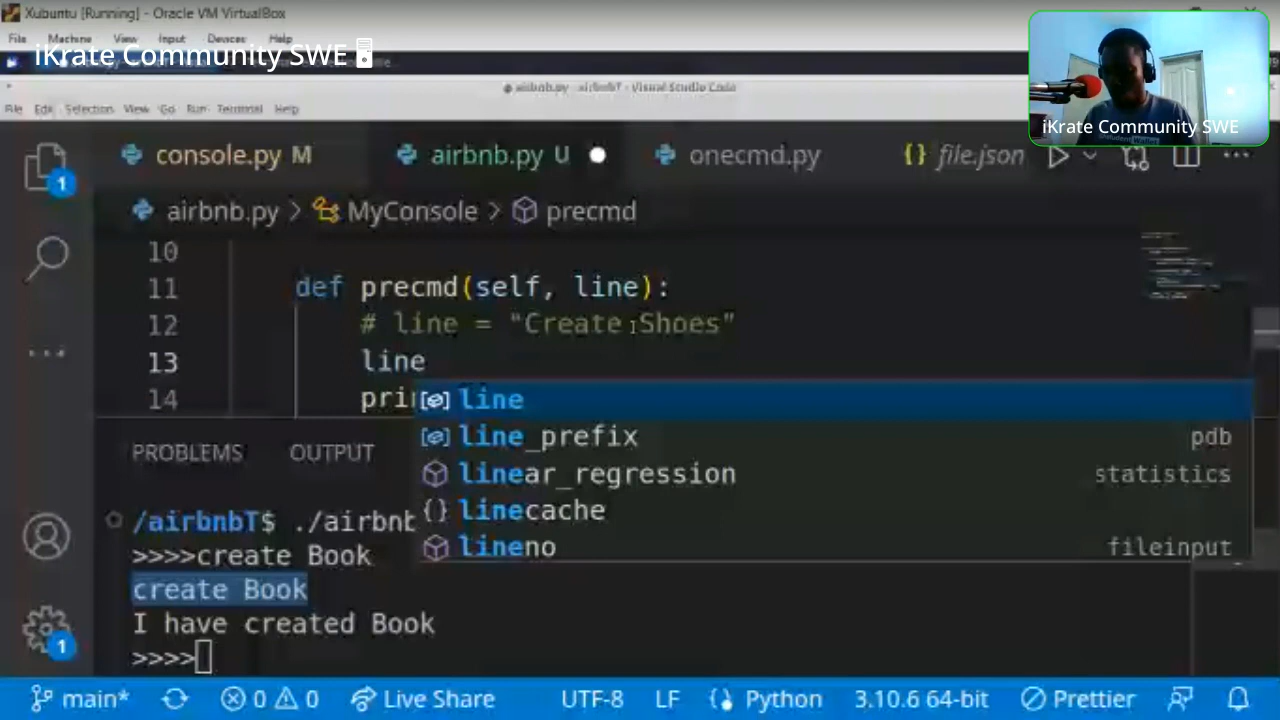 Xubuntu [Running] - Oracle VM VirtualBox
File Machine View Input Devices Help
iKrate Community SWE
airbnb.py - airbnbT - Visual Studio Code
File Edit Selection View Go Run Terminal Help
iKrate Community SWE
console.py M airbnb.py U onecmd.py {} file.json
airbnb.py > MyConsole > precmd
10
11 def precmd(self, line):
12 # line = "Create Shoes"
13 line
14 pri
line
line_prefix pdb
linear_regression statistics
{} linecache
lineno fileinput
PROBLEMS OUTPUT
/airbnbT$ ./airbnb
>>>>create Book
create Book
I have created Book
>>>>
main* 0 0 Live Share UTF-8 LF {} Python 3.10.6 64-bit Prettier
1
1